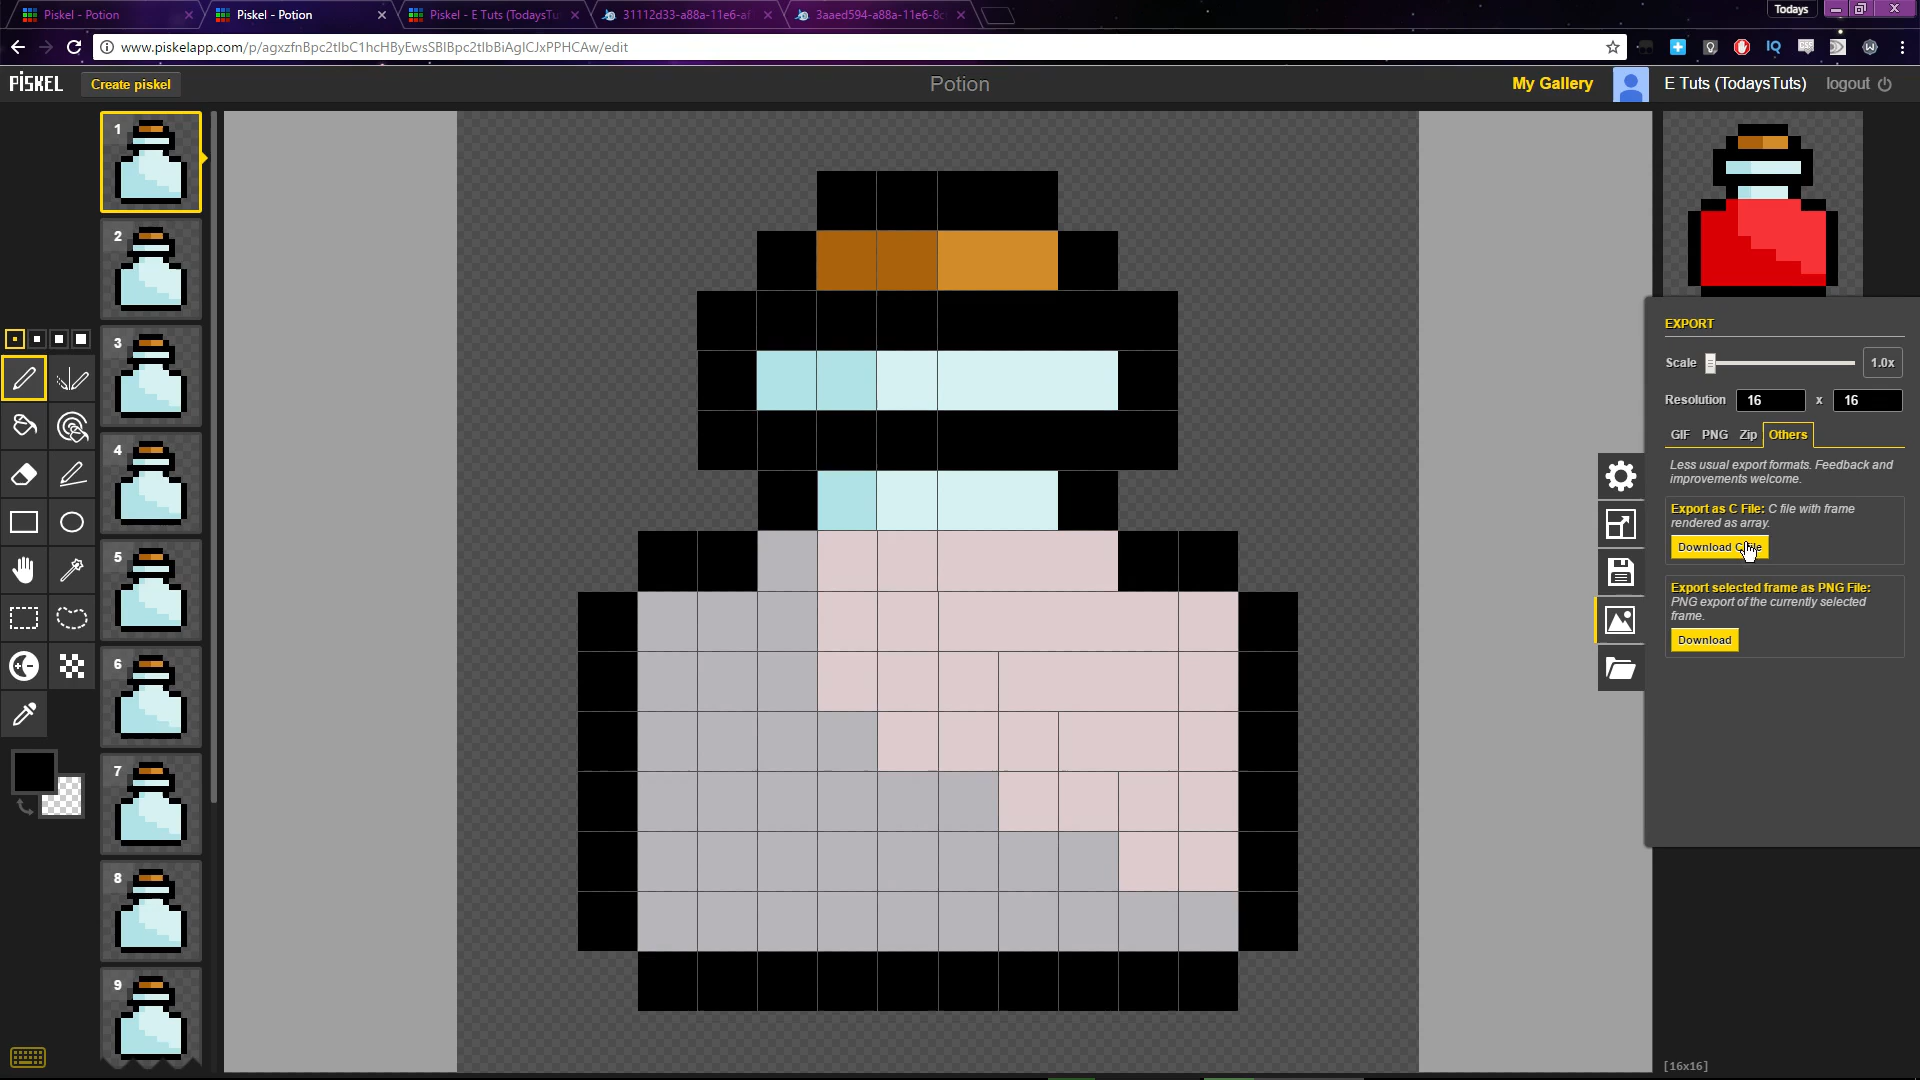 Piskel - Potion
Piskel - Potion
Piskel - E Tuts (TodaysTu
31112d33-a88a-11e6-a
3aaed594-a88a-11e6-8c
Todays
www.piskelapp.com/p/agxzfnBpc2tlbC1hcHByEwsSBlBpc2tlbBiAgICJxPPHCAw/edit
PISKEL
Create piskel
Potion
My Gallery
E Tuts (TodaysTuts)
logout
1
2
3
4
5
6
7
8
9
EXPORT
Scale
1.0x
Resolution 16 x 16
GIF PNG Zip Others
Less usual export formats. Feedback and
improvements welcome.
Export as C File: C file with frame
rendered as array.
Download C File
Export selected frame as PNG File:
PNG export of the currently selected
frame.
Download
[16x16]